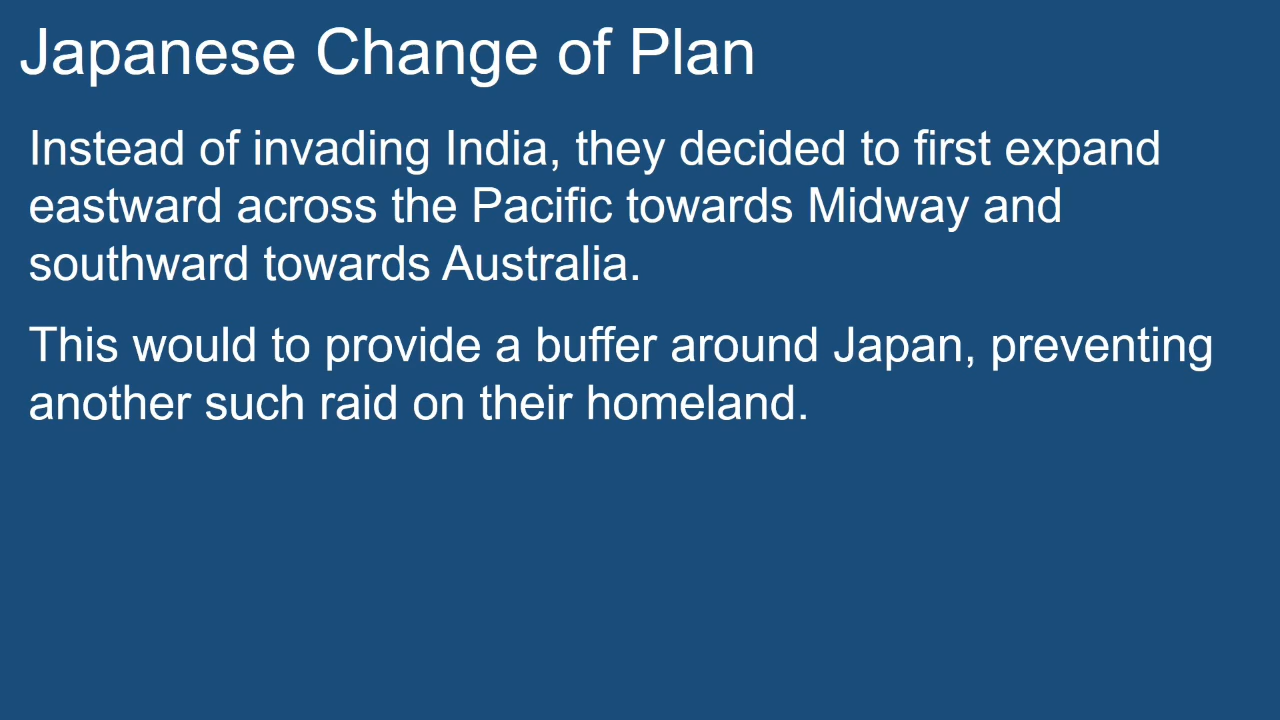 Japanese Change of Plan
Instead of invading India, they decided to first expand
eastward across the Pacific towards Midway and
southward towards Australia.
This would to provide a buffer around Japan, preventing
another such raid on their homeland.